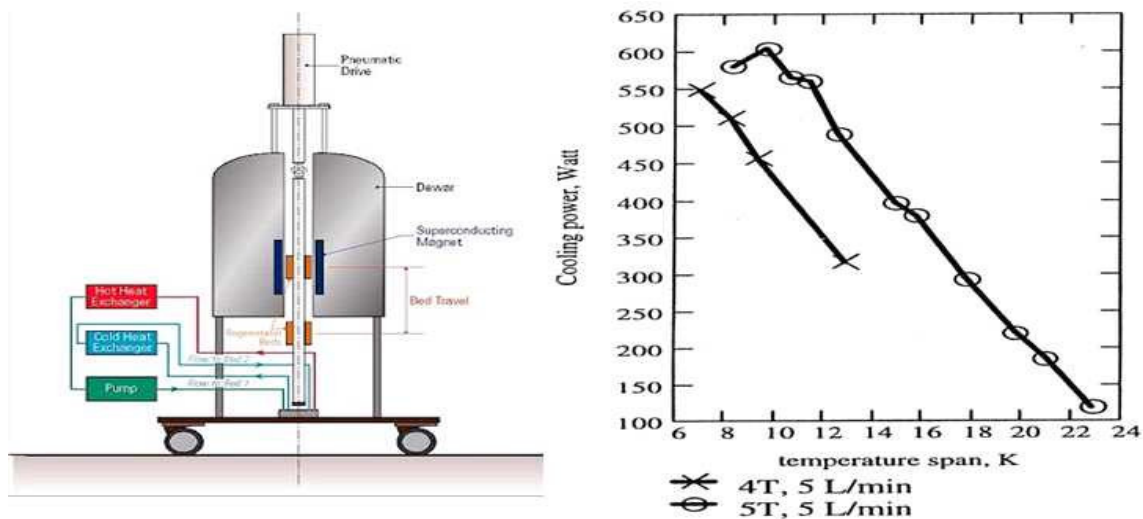 Pneumatic
Drive
Dewar
Superconducting
Magnet
Bed Travel
Regenerator
Beds
Hot Heat
Exchanger
Cold Heat
Exchanger
Pump
Flow to Bed 2
Flow to Bed 1
650
600
550
500
450
400
350
300
250
200
150
100
Cooling power, Watt
6 8 10 12 14 16 18 20 22 24
temperature span, K
4T, 5 L/min
5T, 5 L/min